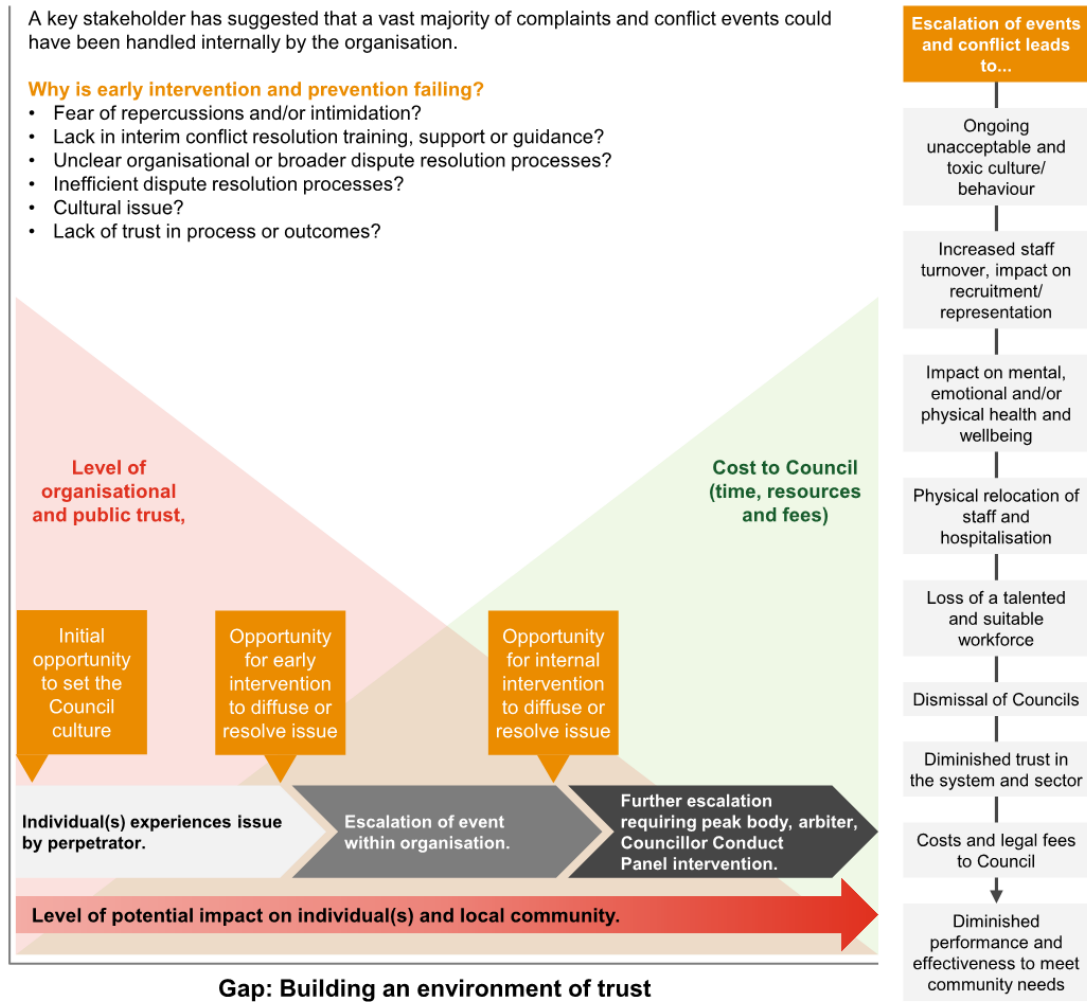 A key stakeholder has suggested that a vast majority of complaints and conflict events could
have been handled internally by the organisation.
Why is early intervention and prevention failing?
• Fear of repercussions and/or intimidation?
• Lack in interim conflict resolution training, support or guidance?
• Unclear organisational or broader dispute resolution processes?
• Inefficient dispute resolution processes?
• Cultural issue?
• Lack of trust in process or outcomes?
Level of
organisational
and public trust,
Cost to Council
(time, resources
and fees)
Initial
opportunity
to set the
Council
culture
Opportunity
for early
intervention
to diffuse or
resolve issue
Opportunity
for internal
intervention
to diffuse or
resolve issue
Individual(s) experiences issue
by perpetrator.
Escalation of event
within organisation.
Further escalation
requiring peak body, arbiter,
Councillor Conduct
Panel intervention.
Level of potential impact on individual(s) and local community.
Gap: Building an environment of trust
Escalation of events
and conflict leads
to...
Ongoing
unacceptable and
toxic culture/
behaviour
Increased staff
turnover, impact on
recruitment/
representation
Impact on mental,
emotional and/or
physical health and
wellbeing
Physical relocation of
staff and
hospitalisation
Loss of a talented
and suitable
workforce
Dismissal of Councils
Diminished trust in
the system and sector
Costs and legal fees
to Council
Diminished
performance and
effectiveness to meet
community needs